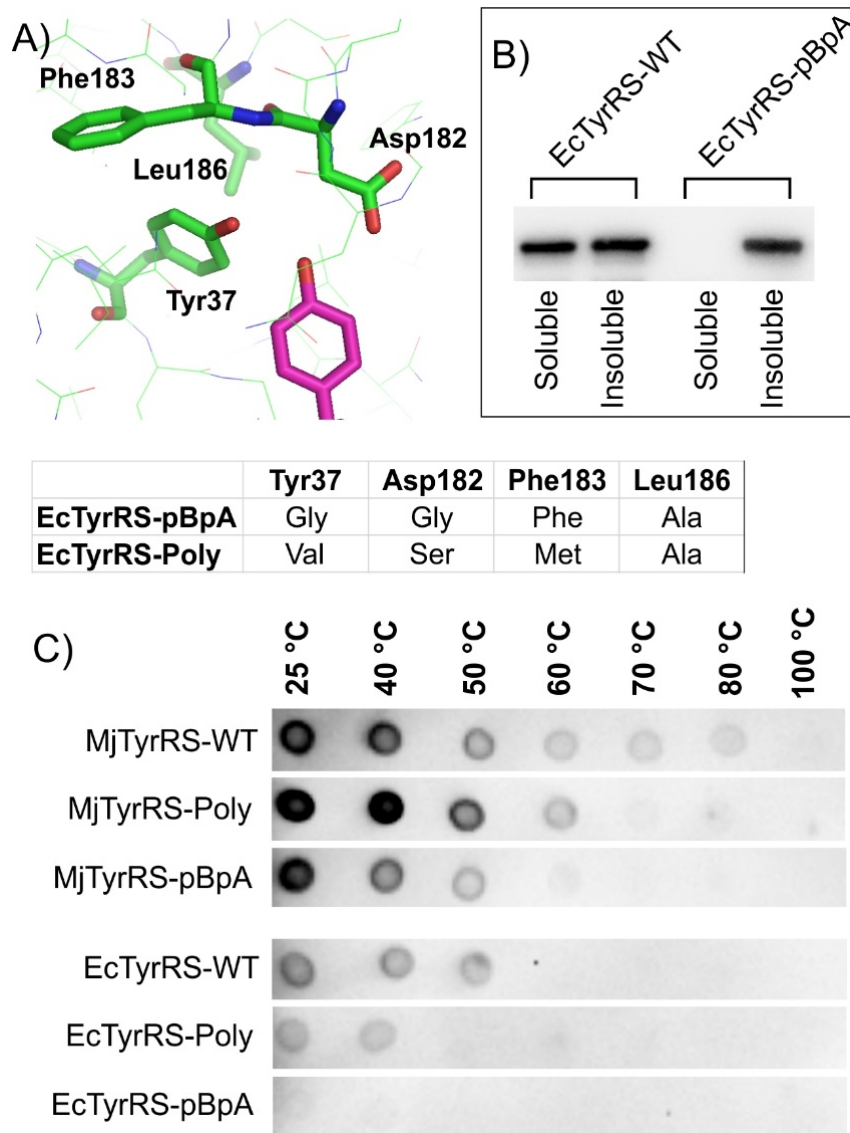 A)
Phe183
Leu186
Asp182
Tyr37
B)
EcTyrRS-WT
EcTyrRS-pBpA
Soluble
Insoluble
Soluble
Insoluble
Tyr37 Asp182 Phe183 Leu186
EcTyrRS-pBpA Gly Gly Phe Ala
EcTyrRS-Poly Val Ser Met Ala
C)
25 °C 40 °C 50 °C 60 °C 70 °C 80 °C 100 °C
MjTyrRS-WT
MjTyrRS-Poly
MjTyrRS-pBpA
EcTyrRS-WT
EcTyrRS-Poly
EcTyrRS-pBpA